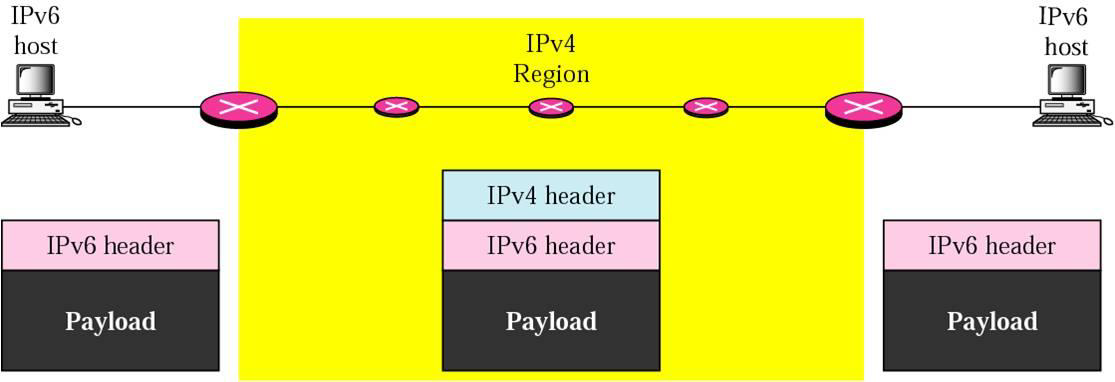 IPv6
host
IPv4
Region
IPv6
host
IPv4 header
IPv6 header
IPv6 header
IPv6 header
Payload
Payload
Payload